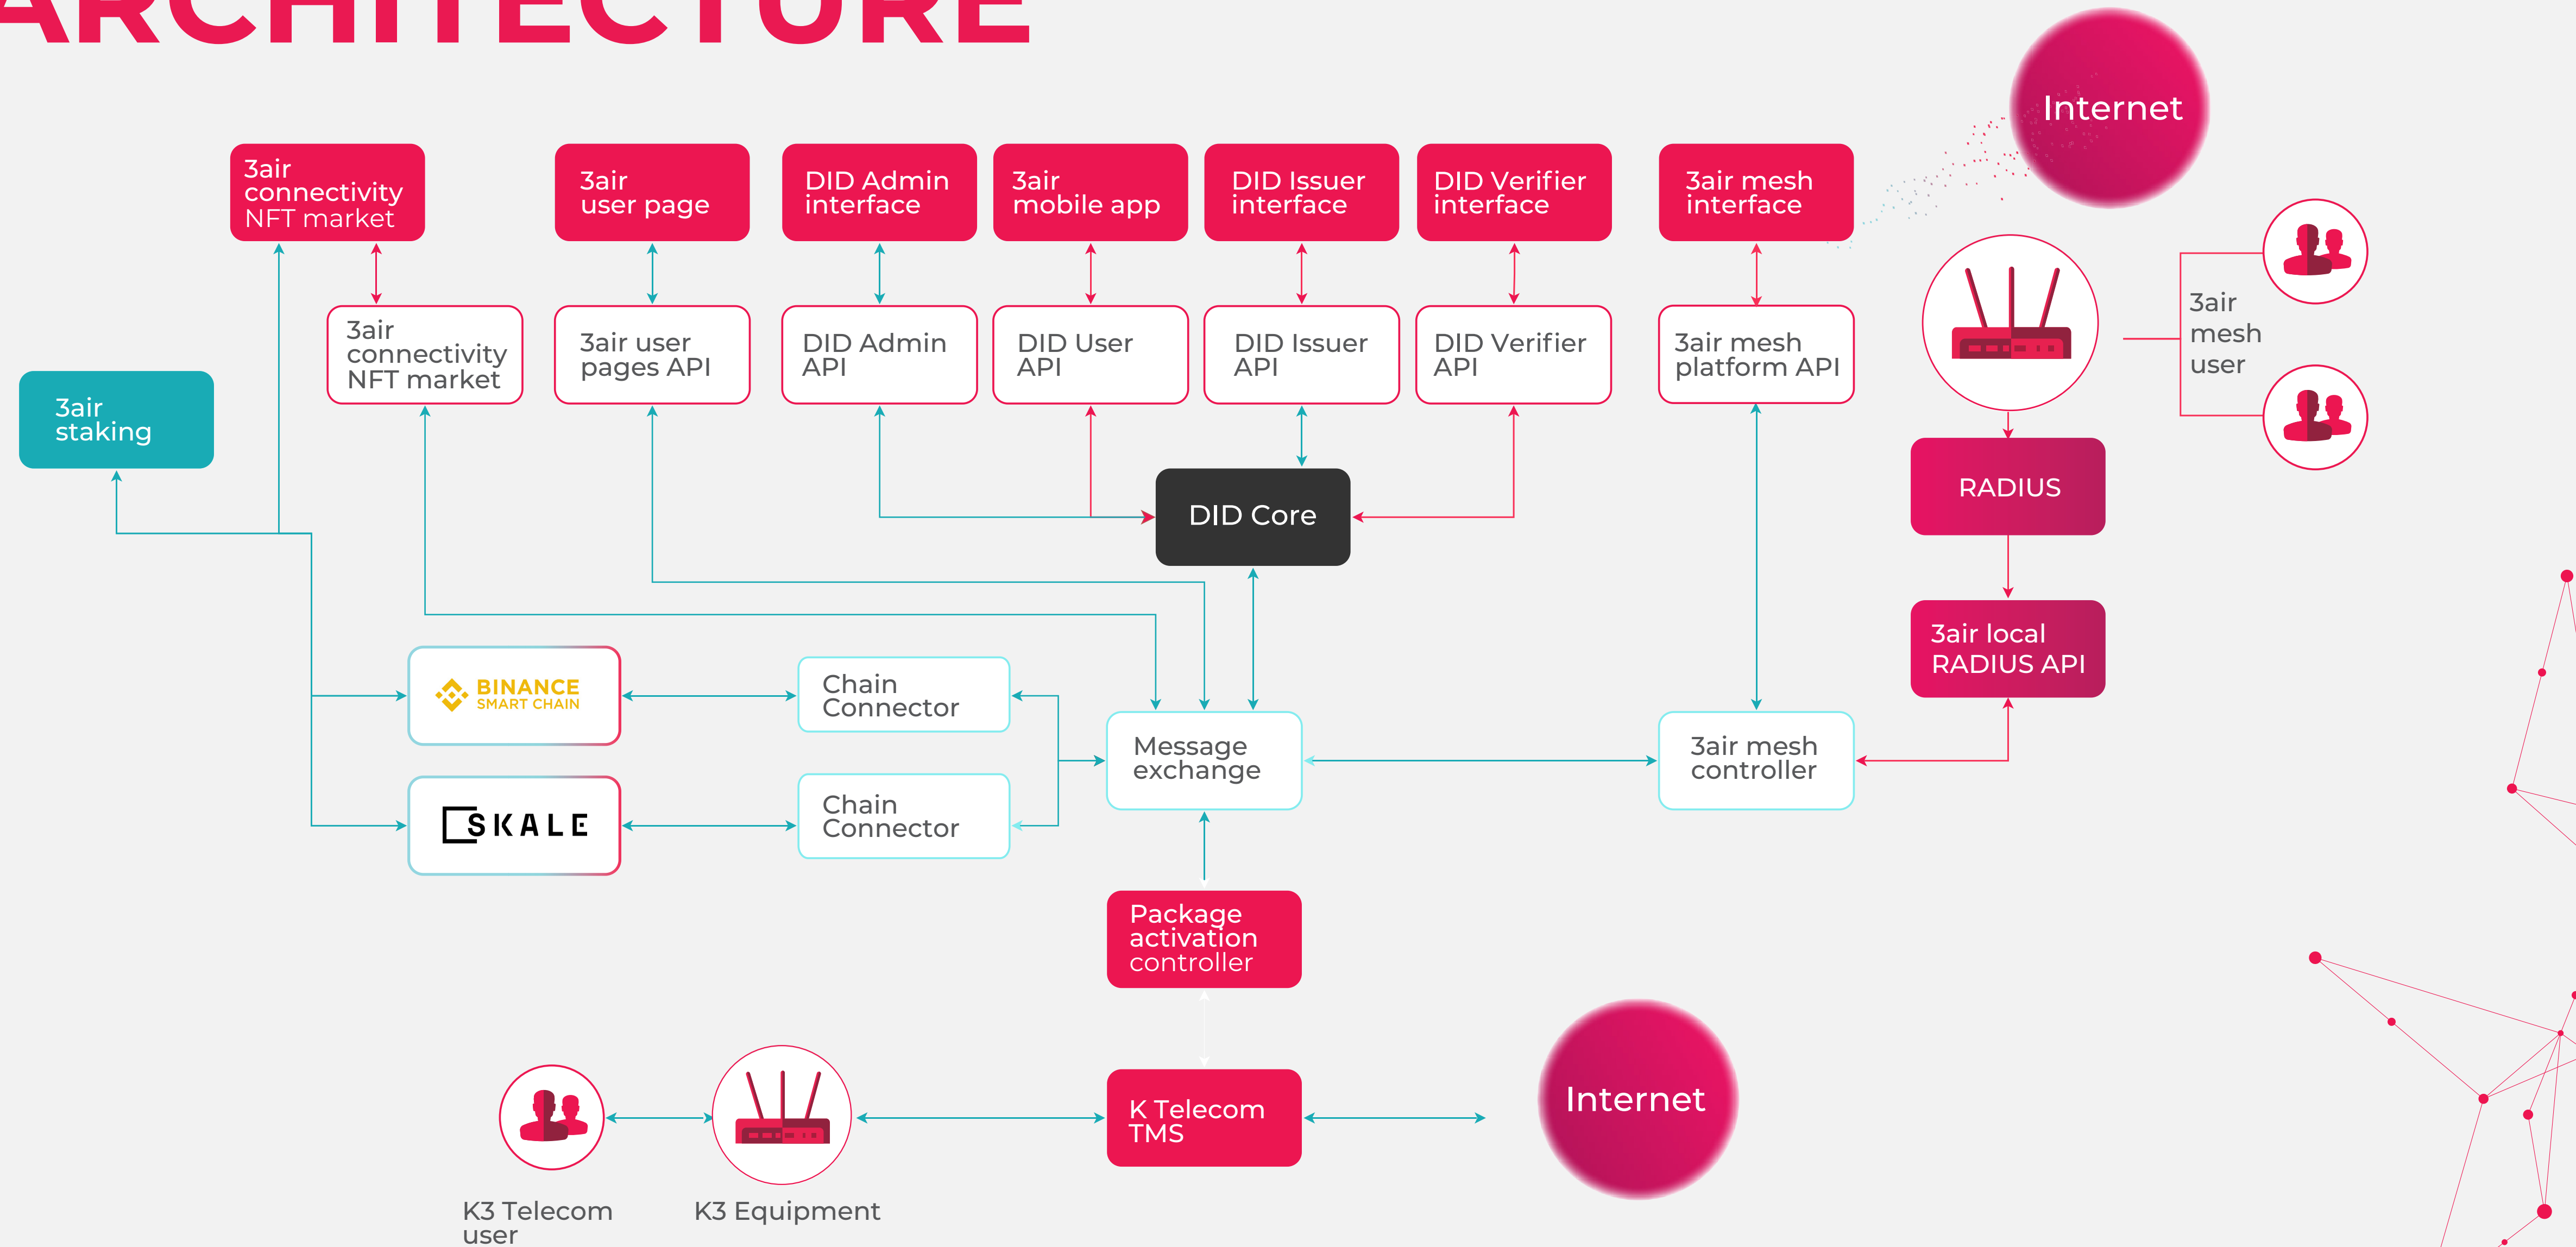 ARCHITECTURE
Internet
3air
connectivity
NFT market
3air
user page
DID Admin
interface
3air
mobile app
DID Issuer
interface
DID Verifier
interface
3air mesh
interface
3air
connectivity
NFT market
3air user
pages API
DID Admin
API
DID User
API
DID Issuer
API
DID Verifier
API
3air mesh
platform API
3air
mesh
user
3air
staking
DID Core
RADIUS
3air local
RADIUS API
BINANCE
SMART CHAIN
Chain
Connector
Message
exchange
3air mesh
controller
SKALE
Chain
Connector
Package
activation
controller
K Telecom
TMS
Internet
K3 Telecom
user
K3 Equipment